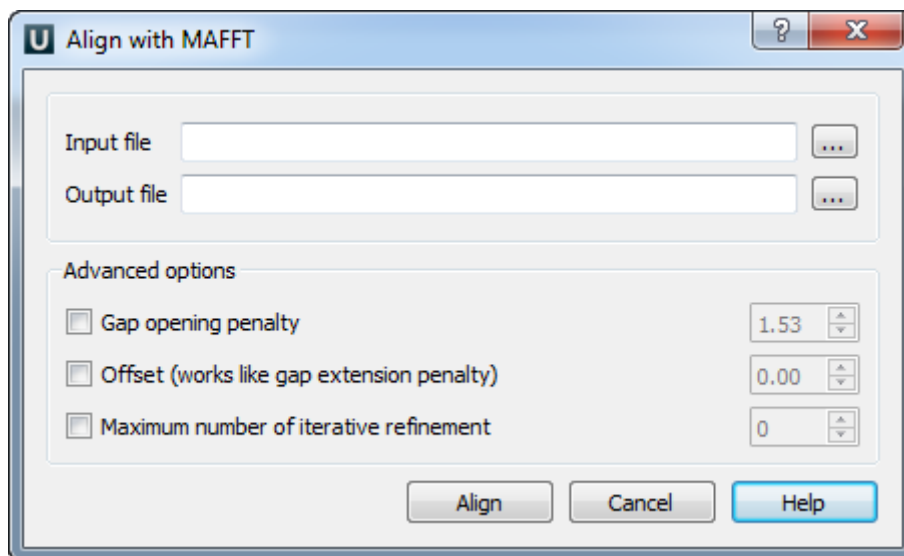 U Align with MAFFT ? X
Input file ...
Output file ...
Advanced options
Gap opening penalty 1.53
Offset (works like gap extension penalty) 0.00
Maximum number of iterative refinement 0
Align Cancel Help